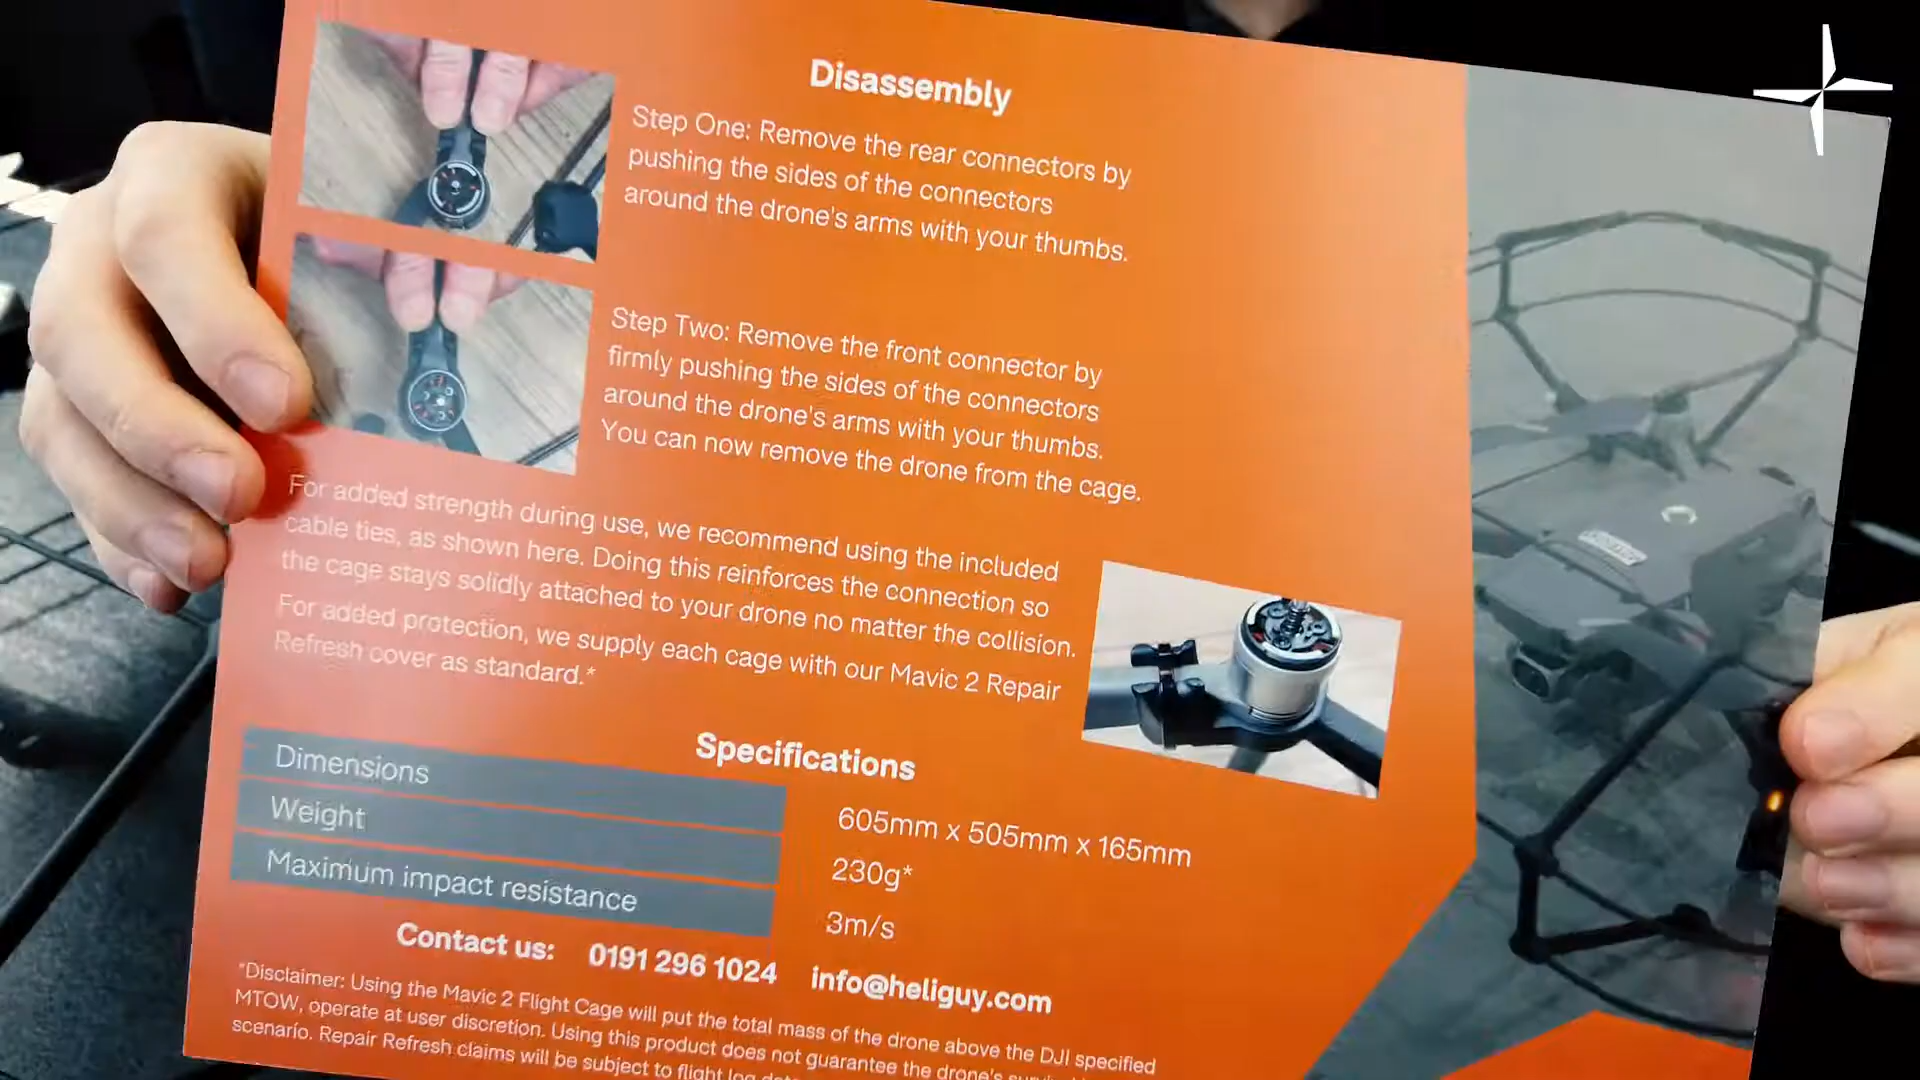 Disassembly
Step One: Remove the rear connectors by
pushing the sides of the connectors
around the drone's arms with your thumbs.
Step Two: Remove the front connector by
firmly pushing the sides of the connectors
around the drone's arms with your thumbs.
You can now remove the drone from the cage.
For added strength during use, we recommend using the included
cable ties, as shown here. Doing this reinforces the connection so
the cage stays solidly attached to your drone no matter the collision.
For added protection, we supply each cage with our Mavic 2 Repair
Refresh cover as standard.*
Specifications
Dimensions 605mm x 505mm x 165mm
Weight 230g*
Maximum impact resistance 3m/s
Contact us: 0191 296 1024 info@heliguy.com
*Disclaimer: Using the Mavic 2 Flight Cage will put the total mass of the drone above the DJI specified
MTOW, operate at user discretion. Using this product does not guarantee the drone's
scenario. Repair Refresh claims will be subject to flight log